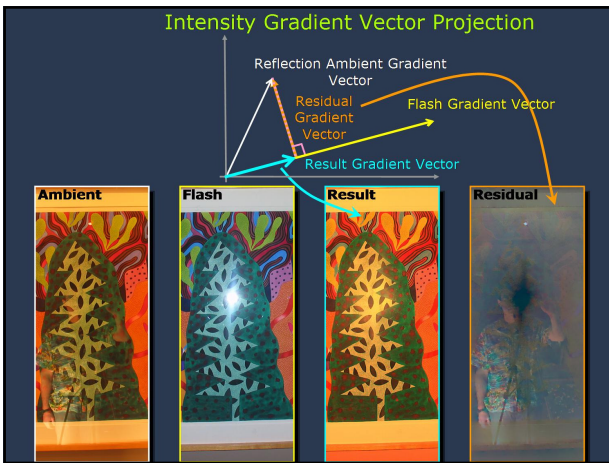 Intensity Gradient Vector Projection
Reflection Ambient Gradient
Vector
Residual
Gradient
Vector
Flash Gradient Vector
Result Gradient Vector
Ambient
Flash
Result
Residual